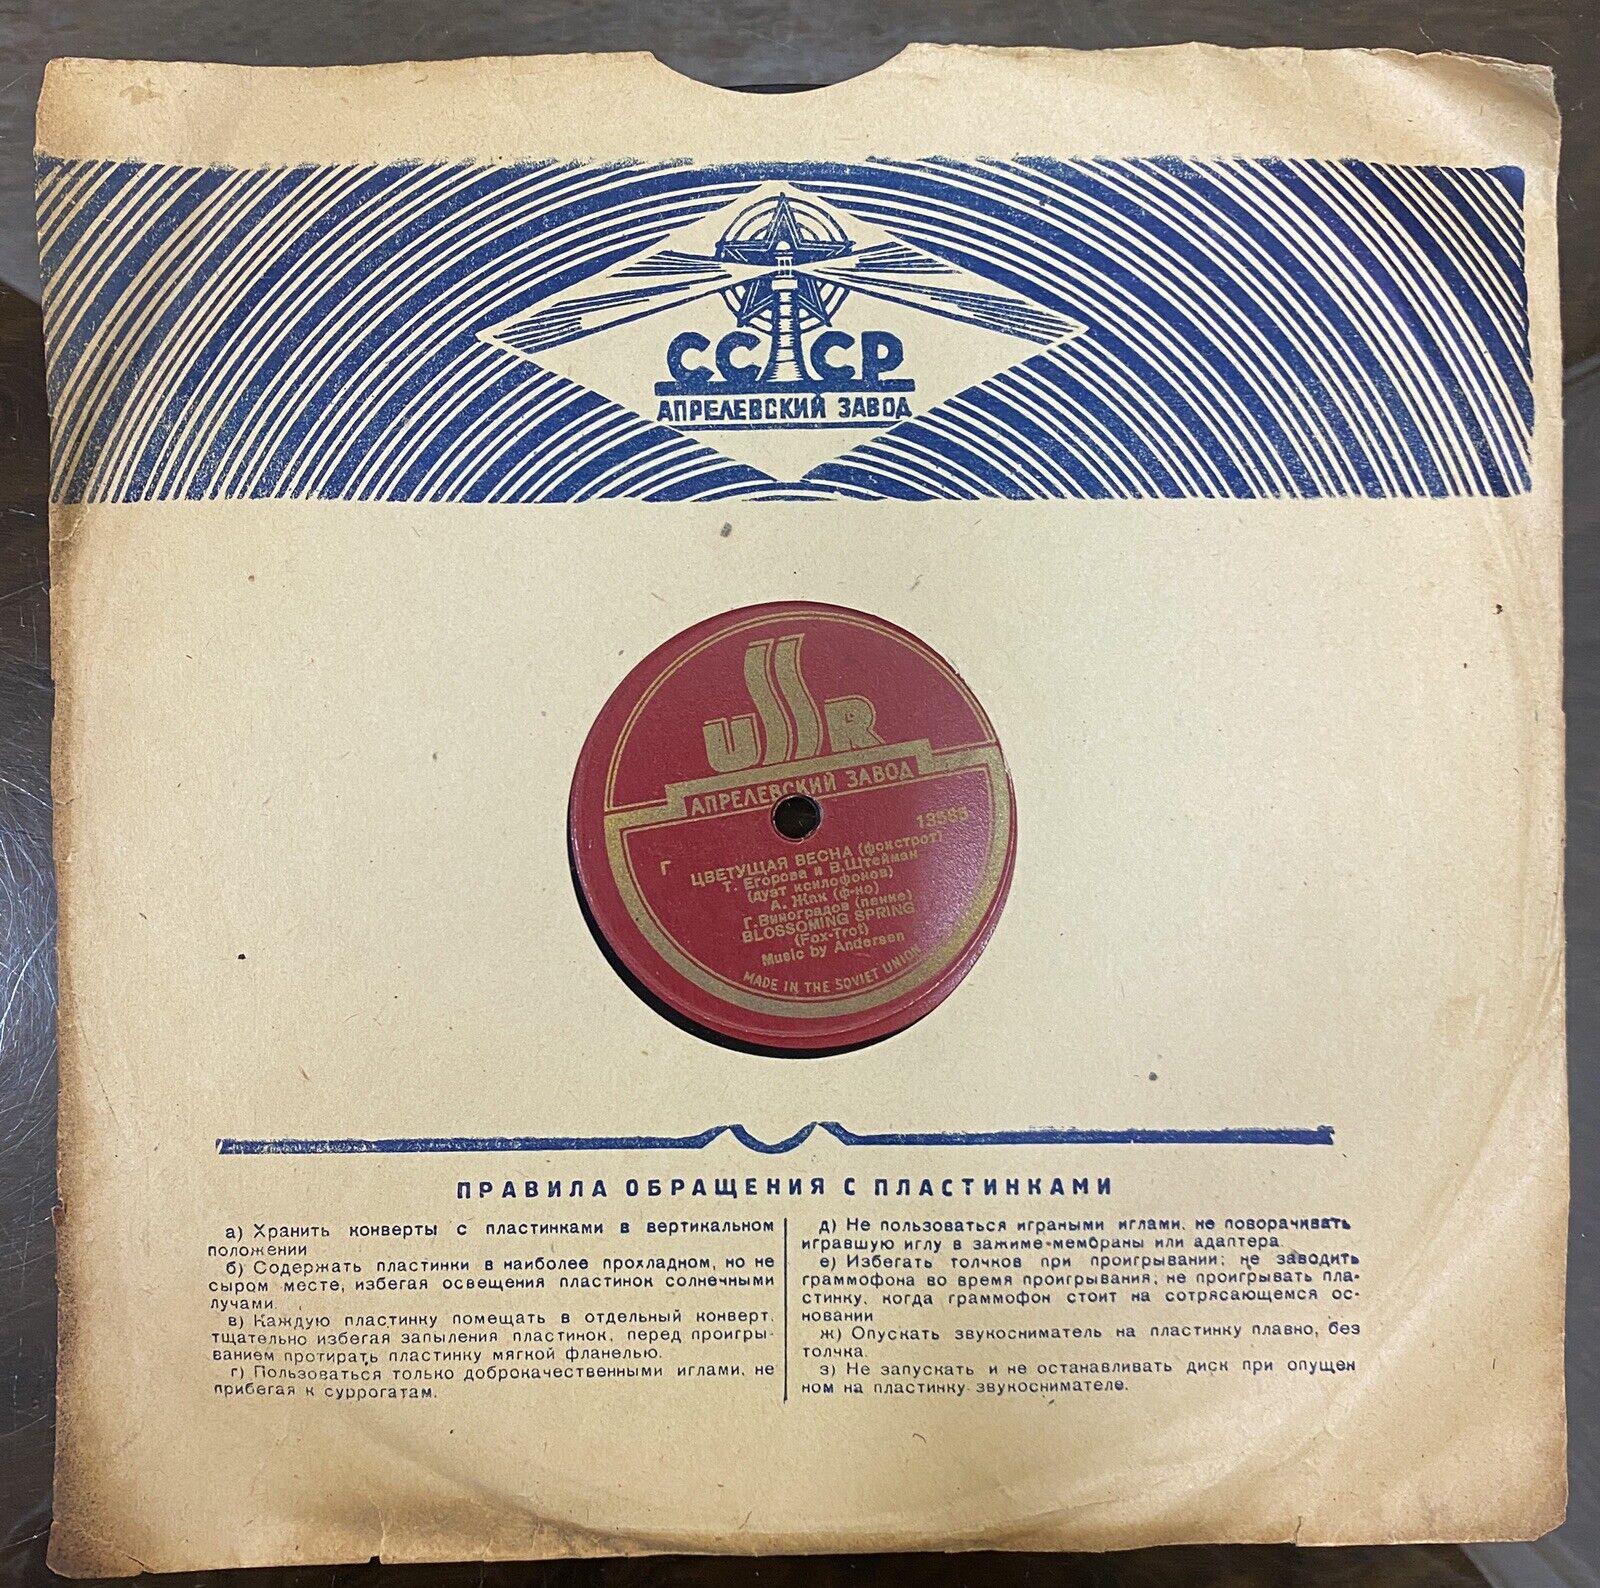 СССР
АПРЕЛЕВСКИЙ ЗАВОД
USSR
АПРЕЛЕВСКИЙ ЗАВОД
13585
Г ЦВЕТУЩАЯ ВЕСНА (фокстрот)
Т. Егорова и В. Штейман
(дуэт ксилофонов)
А. Жак (ф-но)
Г. Виноградов (пение)
BLOSSOMING SPRING
(Fox-Trot)
Music by Andersen
MADE IN THE SOVIET UNION
ПРАВИЛА ОБРАЩЕНИЯ С ПЛАСТИНКАМИ
а) Хранить конверты с пластинками в вертикальном
положении
б) Содержать пластинки в наиболее прохладном, но не
сыром месте, избегая освещения пластинок солнечными
лучами.
в) Каждую пластинку помещать в отдельный конверт,
тщательно избегая запыления пластинок, перед проигры-
ванием протирать пластинку мягкой фланелью.
г) Пользоваться только доброкачественными иглами, не
прибегая к суррогатам.
д) Не пользоваться играными иглами, не поворачивать
игравшую иглу в зажиме-мембраны или адаптера.
е) Избегать толчков при проигрывании; не заводить
граммофона во время проигрывания; не проигрывать пла-
стинку, когда граммофон стоит на сотрясающемся ос-
новании
ж) Опускать звукосниматель на пластинку плавно, без
толчка.
з) Не запускать и не останавливать диск при опущен
ном на пластинку звукоснимателе.